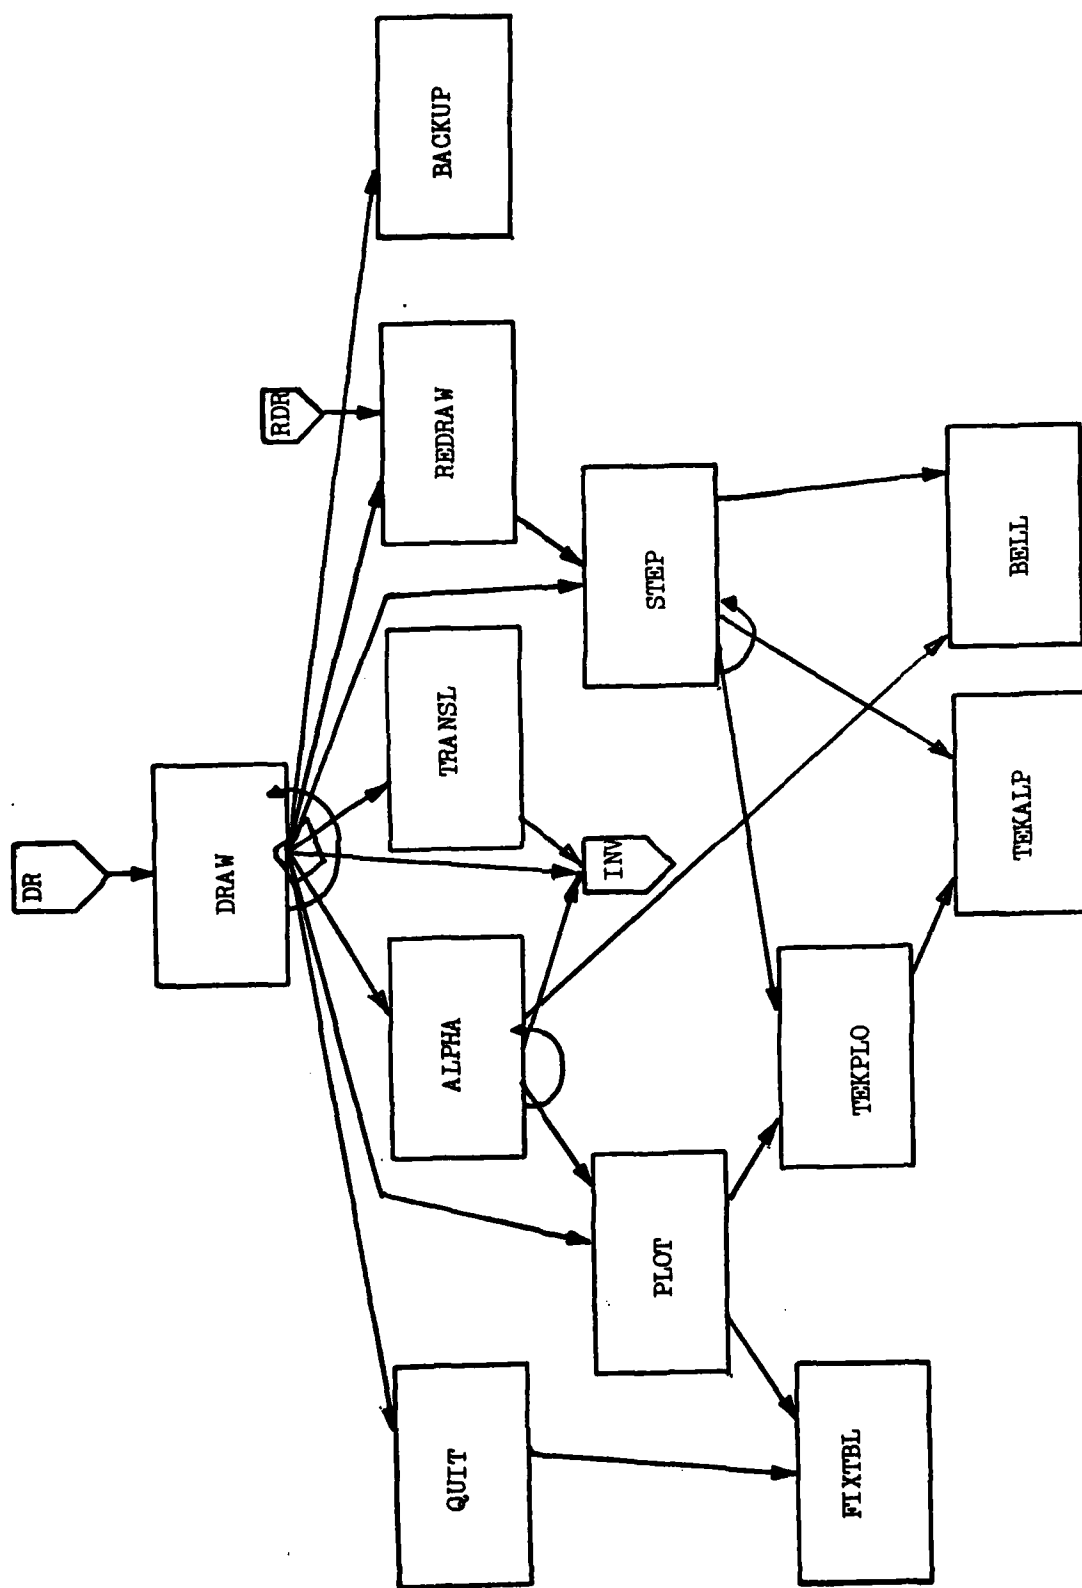 DR
DRAW
RDR
QUIT
ALPHA
TRANSL
REDRAW
BACKUP
INV
PLOT
STEP
FIXTBL
TEKPLO
TEKALP
BELL